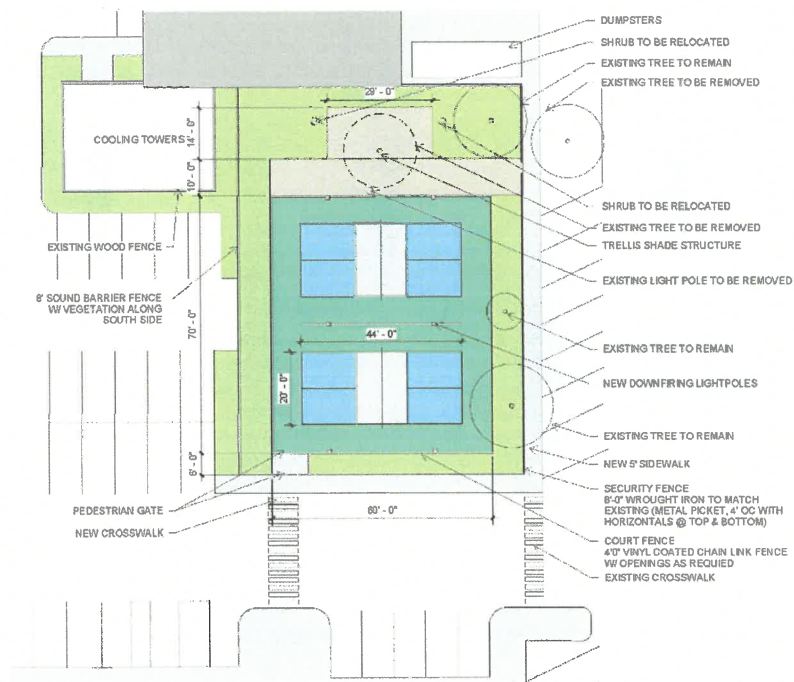 DUMPSTERS
SHRUB TO BE RELOCATED
EXISTING TREE TO REMAIN
EXISTING TREE TO BE REMOVED
29' - 0"
COOLING TOWERS
14' - 0"
10' - 0"
SHRUB TO BE RELOCATED
EXISTING TREE TO BE REMOVED
TRELLIS SHADE STRUCTURE
EXISTING LIGHT POLE TO BE REMOVED
EXISTING WOOD FENCE
8' SOUND BARRIER FENCE
W/ VEGETATION ALONG
SOUTH SIDE
70' - 0"
44' - 0"
20' - 0"
EXISTING TREE TO REMAIN
NEW DOWNFIRING LIGHTPOLES
EXISTING TREE TO REMAIN
NEW 5' SIDEWALK
6' - 0"
SECURITY FENCE
8'-0" WROUGHT IRON TO MATCH
EXISTING (METAL PICKET, 4' OC WITH
HORIZONTALS @ TOP & BOTTOM)
PEDESTRIAN GATE
60' - 0"
NEW CROSSWALK
COURT FENCE
4'0" VINYL COATED CHAIN LINK FENCE
W/ OPENINGS AS REQUIED
EXISTING CROSSWALK